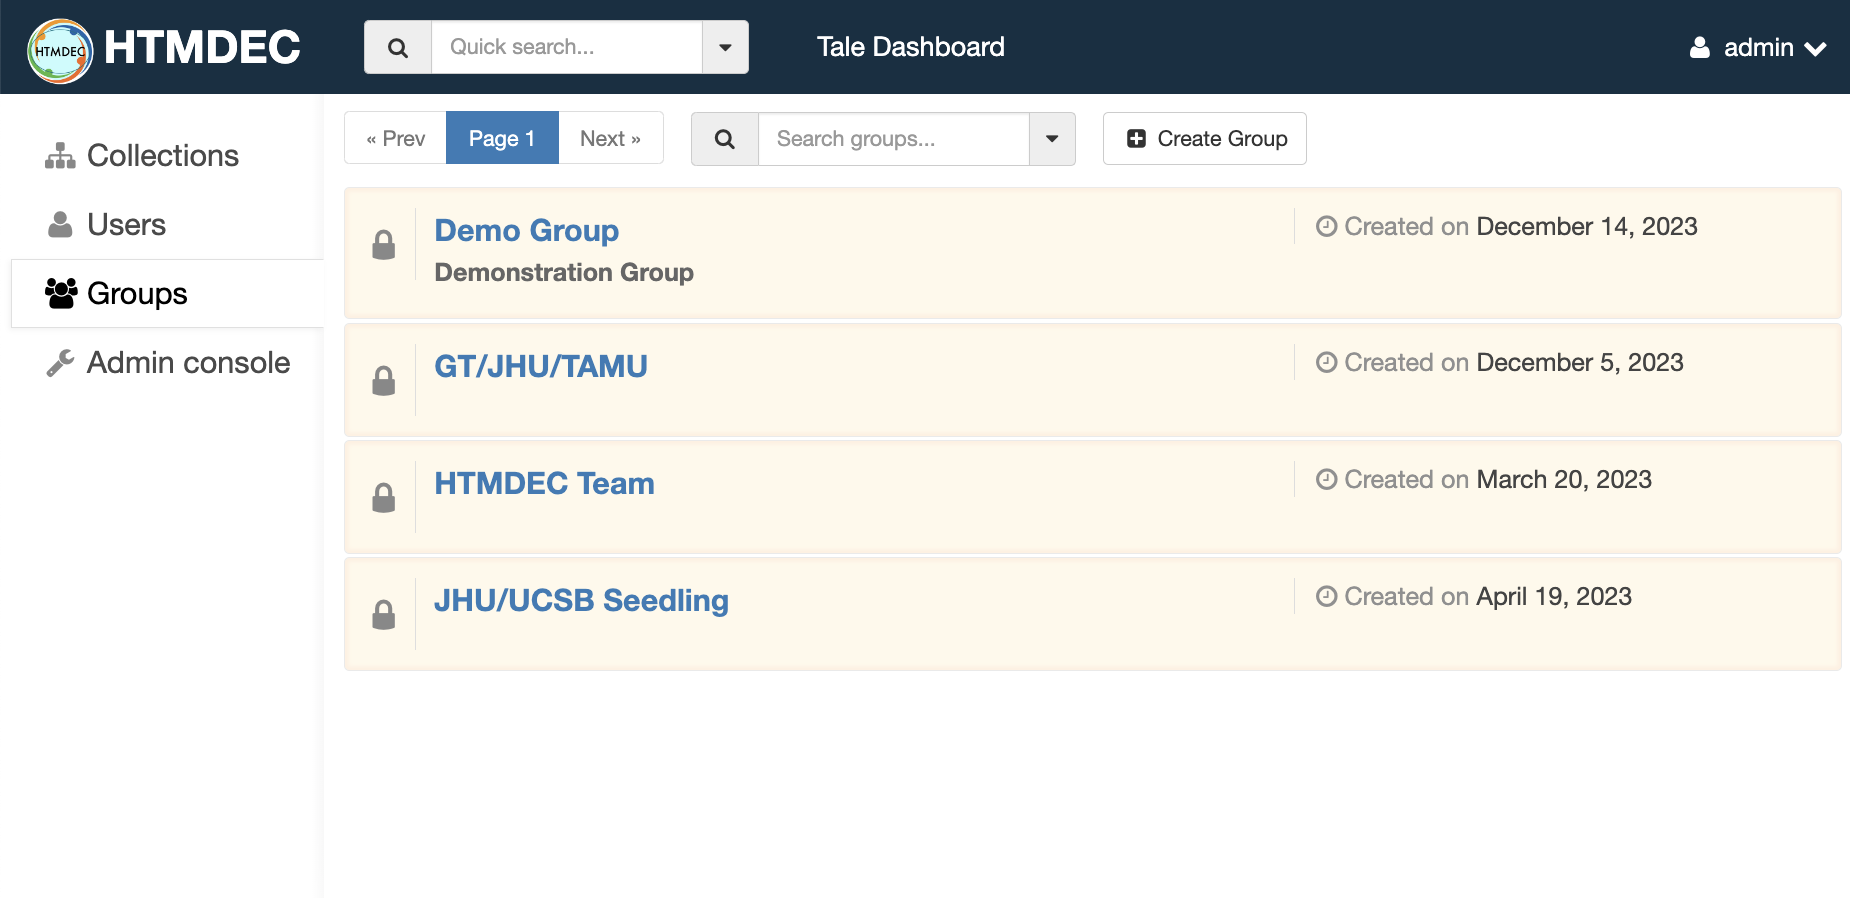 HTMDEC HTMDEC Quick search... Tale Dashboard admin
« Prev Page 1 Next » Search groups... Create Group
Collections
Users
Groups
Admin console
Demo Group Created on December 14, 2023
Demonstration Group
GT/JHU/TAMU Created on December 5, 2023
HTMDEC Team Created on March 20, 2023
JHU/UCSB Seedling Created on April 19, 2023